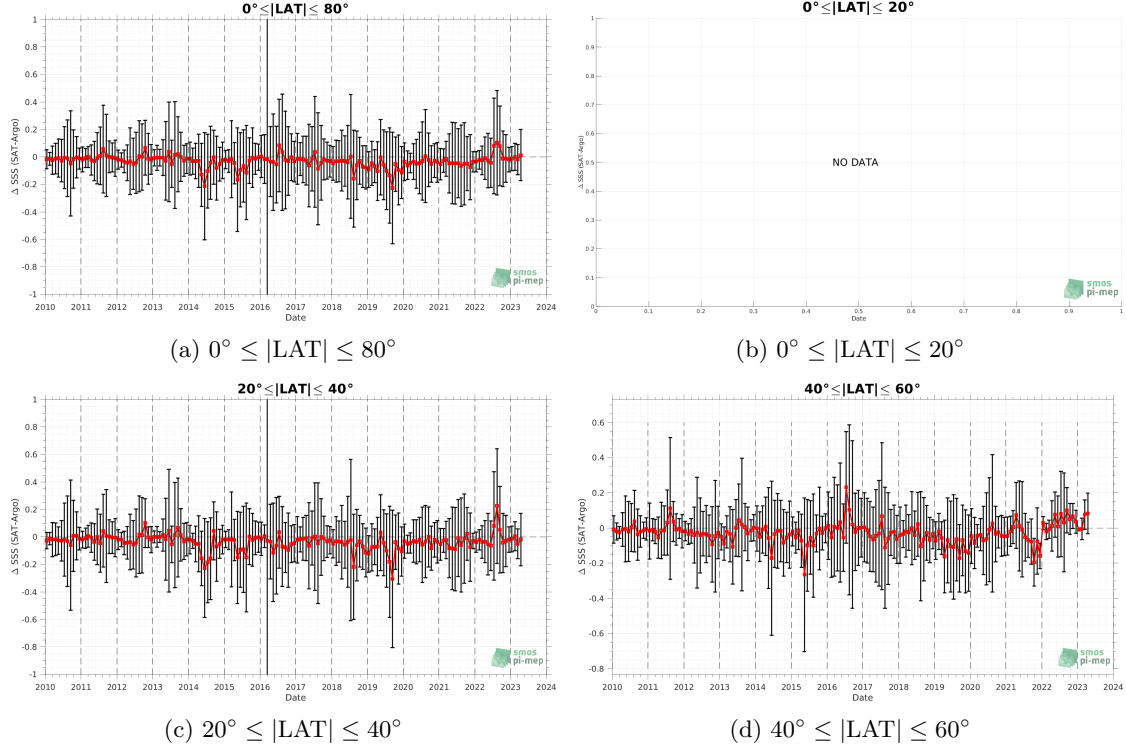 0°≤|LAT|≤ 80°
1
0.8
0.6
0.4
0.2
0
-0.2
-0.4
-0.6
-0.8
-1
Δ SSS (SAT-Argo)
2010 2011 2012 2013 2014 2015 2016 2017 2018 2019 2020 2021 2022 2023 2024
Date
smos
pi-mep
(a) 0° ≤ |LAT| ≤ 80°
0°≤|LAT|≤ 20°
1
0.9
0.8
0.7
0.6
0.5
0.4
0.3
0.2
0.1
0
Δ SSS (SAT-Argo)
NO DATA
0 0.1 0.2 0.3 0.4 0.5 0.6 0.7 0.8 0.9 1
Date
smos
pi-mep
(b) 0° ≤ |LAT| ≤ 20°
20°≤|LAT|≤ 40°
1
0.8
0.6
0.4
0.2
0
-0.2
-0.4
-0.6
-0.8
-1
Δ SSS (SAT-Argo)
2010 2011 2012 2013 2014 2015 2016 2017 2018 2019 2020 2021 2022 2023 2024
Date
smos
pi-mep
(c) 20° ≤ |LAT| ≤ 40°
40°≤|LAT|≤ 60°
0.6
0.4
0.2
0
-0.2
-0.4
-0.6
-0.8
Δ SSS (SAT-Argo)
2010 2011 2012 2013 2014 2015 2016 2017 2018 2019 2020 2021 2022 2023 2024
Date
smos
pi-mep
(d) 40° ≤ |LAT| ≤ 60°